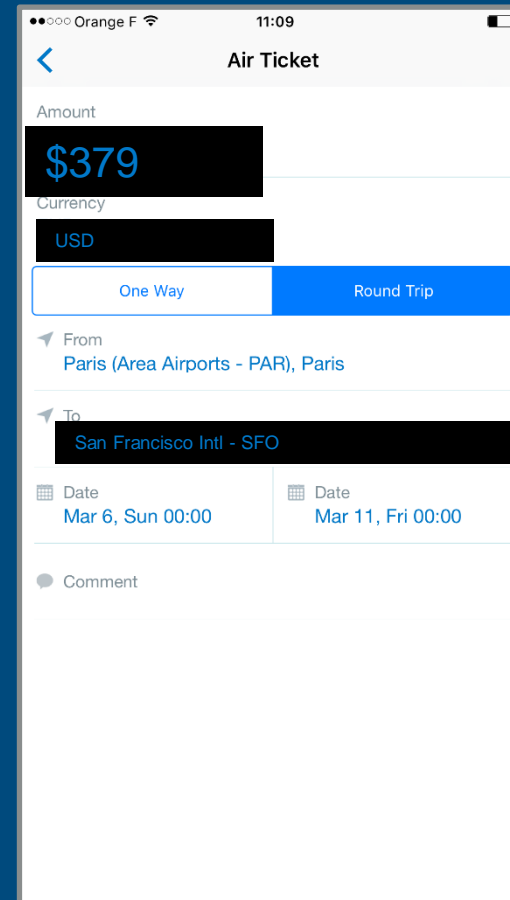 Orange F 11:09
Air Ticket
Amount
$379
Currency
USD
One Way Round Trip
From
Paris (Area Airports - PAR), Paris
To
San Francisco Intl - SFO
Date Date
Mar 6, Sun 00:00 Mar 11, Fri 00:00
Comment